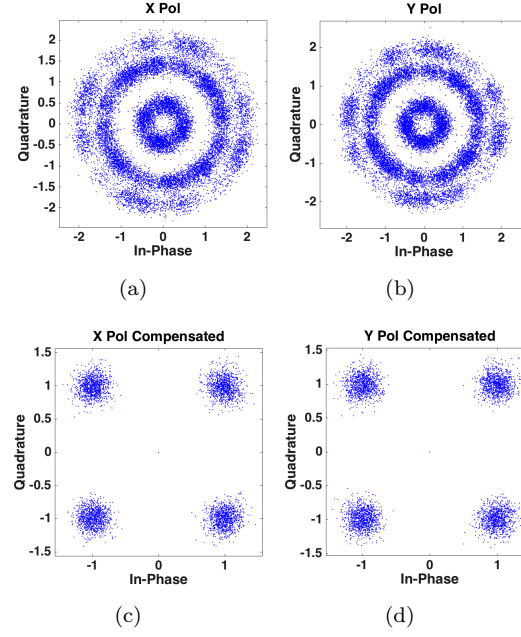 X Pol
Y Pol
Quadrature
2
1.5
1
0.5
0
-0.5
-1
-1.5
-2
-2 -1 0 1 2
In-Phase
Quadrature
2
1
0
-1
-2
-2 -1 0 1 2
In-Phase
(a)
(b)
X Pol Compensated
Y Pol Compensated
Quadrature
1.5
1
0.5
0
-0.5
-1
-1.5
-1 0 1
In-Phase
Quadrature
1.5
1
0.5
0
-0.5
-1
-1.5
-1 0 1
In-Phase
(c)
(d)